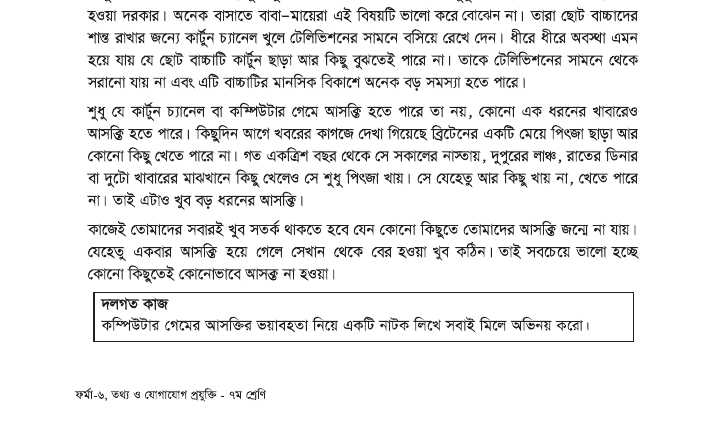 হওয়া দরকার। অনেক বাসাতে বাবা-মায়েরা এই বিষয়টি ভালো করে বোঝেন না। তারা ছোট বাচ্চাদের
শান্ত রাখার জন্যে কার্টুন চ্যানেল খুলে টেলিভিশনের সামনে বসিয়ে রেখে দেন। ধীরে ধীরে অবস্থা এমন
হয়ে যায় যে ছোট বাচ্চাটি কার্টুন ছাড়া আর কিছু বুঝতেই পারে না। তাকে টেলিভিশনের সামনে থেকে
সরানো যায় না এবং এটি বাচ্চাটির মানসিক বিকাশে অনেক বড় সমস্যা হতে পারে।
শুধু যে কার্টুন চ্যানেল বা কম্পিউটার গেমে আসক্তি হতে পারে তা নয়, কোনো এক ধরনের খাবারেও
আসক্তি হতে পারে। কিছুদিন আগে খবরের কাগজে দেখা গিয়েছে ব্রিটেনের একটি মেয়ে পিৎজা ছাড়া আর
কোনো কিছু খেতে পারে না। গত একত্রিশ বছর থেকে সে সকালের নাস্তায়, দুপুরের লাঞ্চ, রাতের ডিনার
বা দুটো খাবারের মাঝখানে কিছু খেলেও সে শুধু পিৎজা খায়। সে যেহেতু আর কিছু খায় না, খেতে পারে
না। তাই এটাও খুব বড় ধরনের আসক্তি।
কাজেই তোমাদের সবারই খুব সতর্ক থাকতে হবে যেন কোনো কিছুতে তোমাদের আসক্তি জন্মে না যায়।
যেহেতু একবার আসক্তি হয়ে গেলে সেখান থেকে বের হওয়া খুব কঠিন। তাই সবচেয়ে ভালো হচ্ছে
কোনো কিছুতেই কোনোভাবে আসক্ত না হওয়া।
দলগত কাজ
কম্পিউটার গেমের আসক্তির ভয়াবহতা নিয়ে একটি নাটক লিখে সবাই মিলে অভিনয় করো।
ফর্মা-৬, তথ্য ও যোগাযোগ প্রযুক্তি - ৭ম শ্রেণি